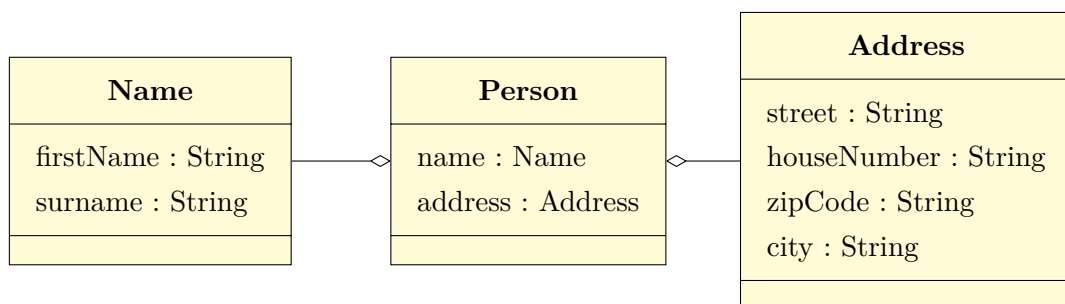 Name
firstName : String
surname : String
Person
name : Name
address : Address
Address
street : String
houseNumber : String
zipCode : String
city : String